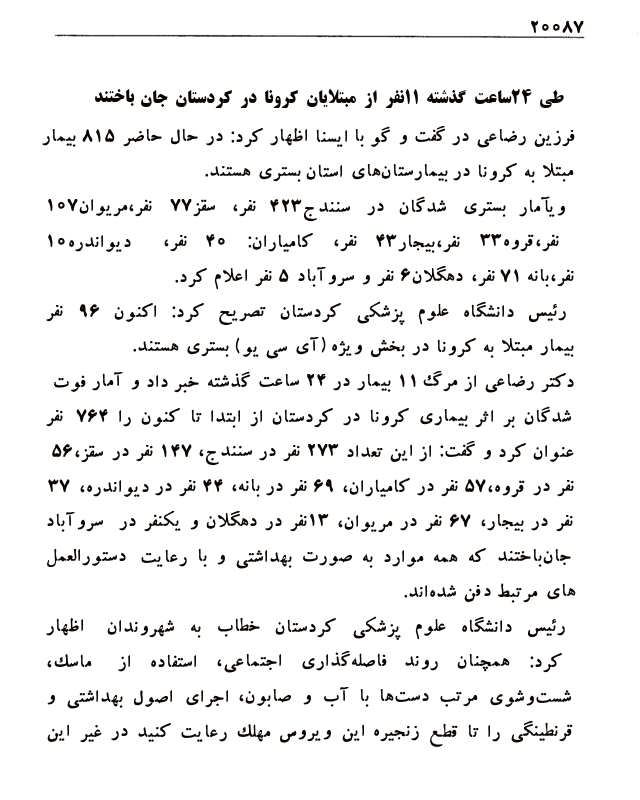 ۲۰۰۸۷
طی ۲۴ساعت گذشته ۱۱نفر از مبتلایان کرونا در کردستان جان باختند
فرزین رضاعی در گفت و گو با ایسنا اظهار کرد: در حال حاضر ۸۱۵ بیمار
مبتلا به کرونا در بیمارستان‌های استان بستری هستند.
ویآمار بستری شدگان در سنندج۴۲۳ نفر، سقز۷۷ نفر،مریوان۱۰۷
نفر،قروه۳۳ نفر،بیجار۴۳ نفر، کامیاران: ۴۰ نفر، دیواندره۱۰
نفر،بانه ۷۱ نفر، دهگلان۶ نفر و سروآباد ۵ نفر اعلام کرد.
رئیس دانشگاه علوم پزشکی کردستان تصریح کرد: اکنون ۹۶ نفر
بیمار مبتلا به کرونا در بخش ویژه (آی سی یو) بستری هستند.
دکتر رضاعی از مرگ ۱۱ بیمار در ۲۴ ساعت گذشته خبر داد و آمار فوت
شدگان بر اثر بیماری کرونا در کردستان از ابتدا تا کنون را ۷۶۴ نفر
عنوان کرد و گفت: از این تعداد ۲۷۳ نفر در سنندج، ۱۴۷ نفر در سقز،۵۶
نفر در قروه،۵۷ نفر در کامیاران، ۶۹ نفر در بانه، ۴۴ نفر در دیواندره، ۳۷
نفر در بیجار، ۶۷ نفر در مریوان، ۱۳نفر در دهگلان و یکنفر در سروآباد
جان‌باختند که همه موارد به صورت بهداشتی و با رعایت دستورالعمل
های مرتبط دفن شده‌اند.
رئیس دانشگاه علوم پزشکی کردستان خطاب به شهروندان اظهار
کرد: همچنان روند فاصله‌گذاری اجتماعی، استفاده از ماسک،
شست‌وشوی مرتب دست‌ها با آب و صابون، اجرای اصول بهداشتی و
قرنطینگی را تا قطع زنجیره این ویروس مهلک رعایت کنید در غیر این